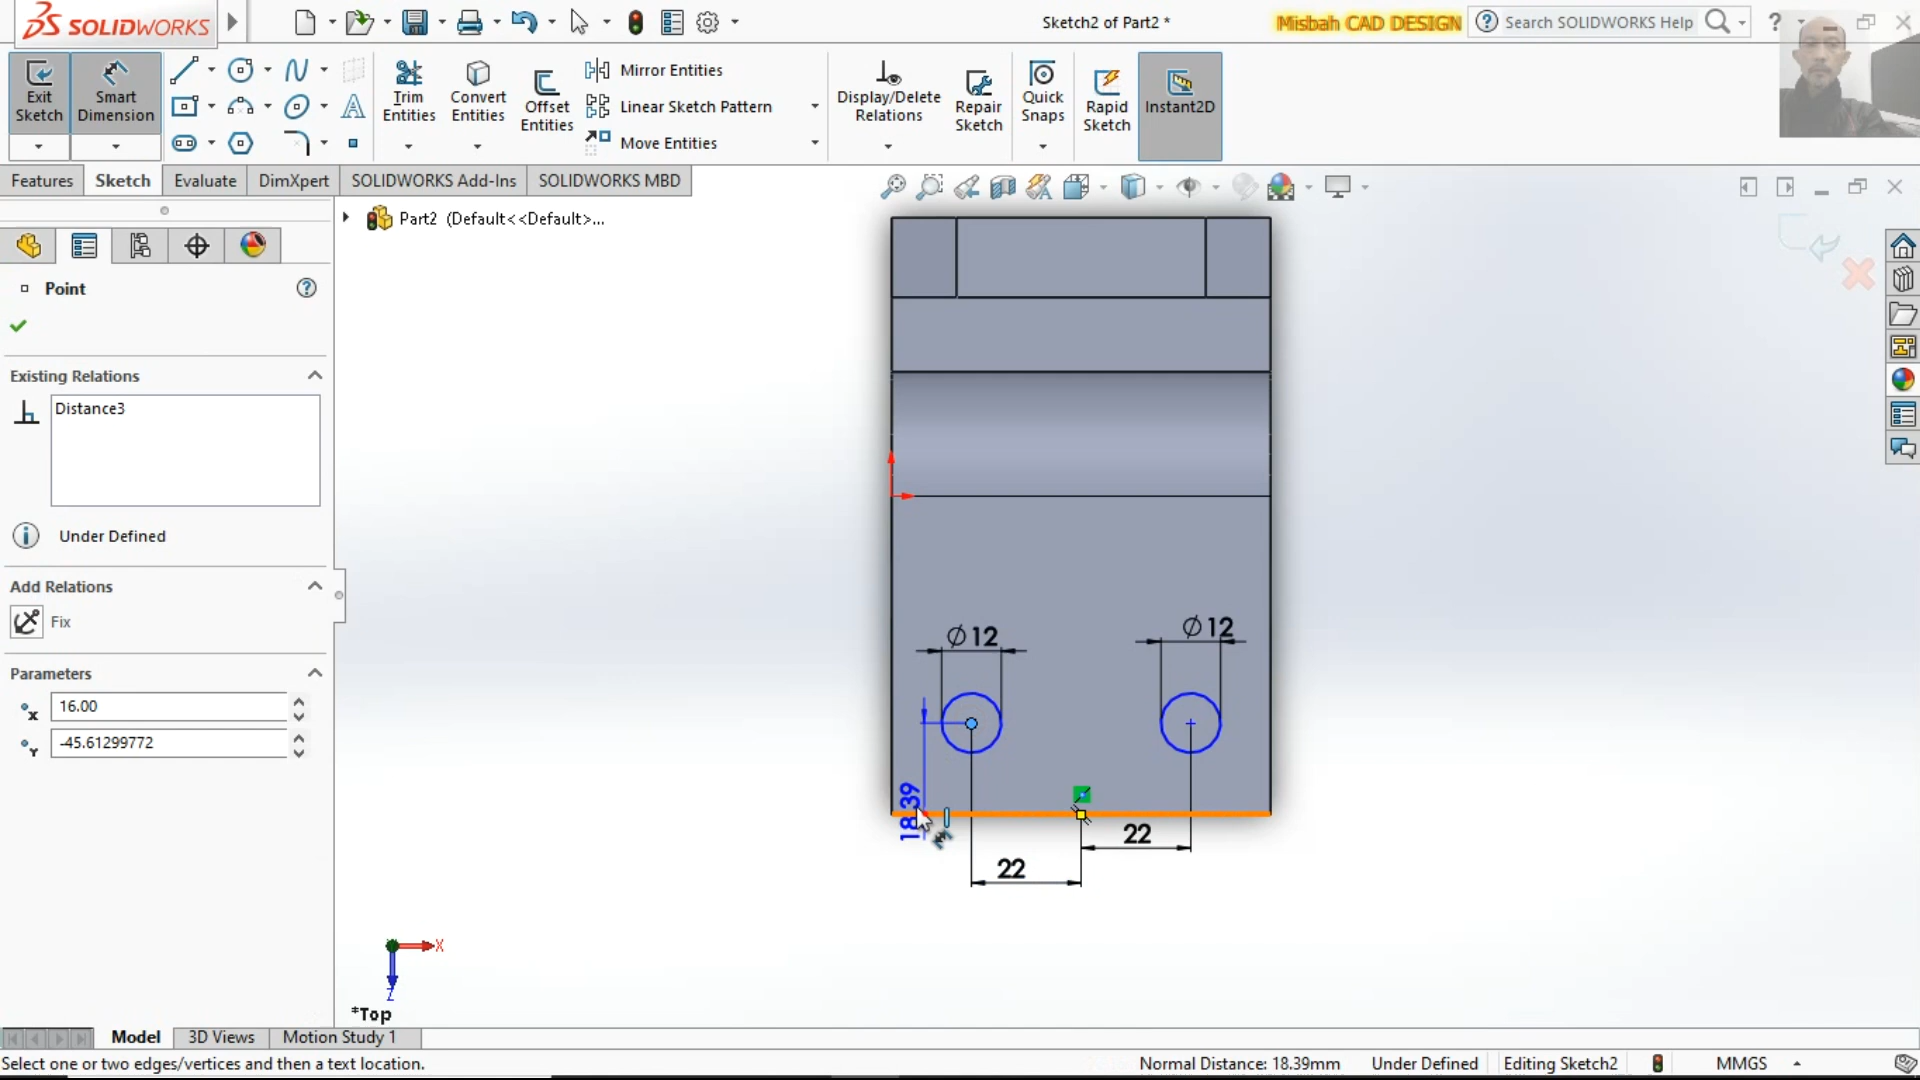 SOLIDWORKS
Sketch2 of Part2 *
Misbah CAD DESIGN
Search SOLIDWORKS Help
Exit Sketch
Smart Dimension
Trim Entities
Convert Entities
Offset Entities
Mirror Entities
Linear Sketch Pattern
Move Entities
Display/Delete Relations
Repair Sketch
Quick Snaps
Rapid Sketch
Instant2D
Features
Sketch
Evaluate
DimXpert
SOLIDWORKS Add-Ins
SOLIDWORKS MBD
Part2 (Default<<Default>...
Point
Existing Relations
Distance3
Under Defined
Add Relations
Fix
Parameters
x 16.00
Y -45.61299772
∅12
∅12
18.39
22
22
X
Z
*Top
Model
3D Views
Motion Study 1
Select one or two edges/vertices and then a text location.
Normal Distance: 18.39mm
Under Defined
Editing Sketch2
MMGS